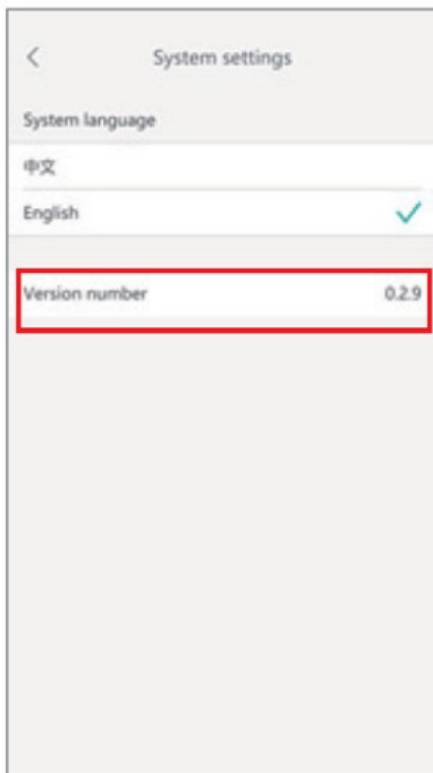 System settings
System language
中文
English
Version number 0.2.9